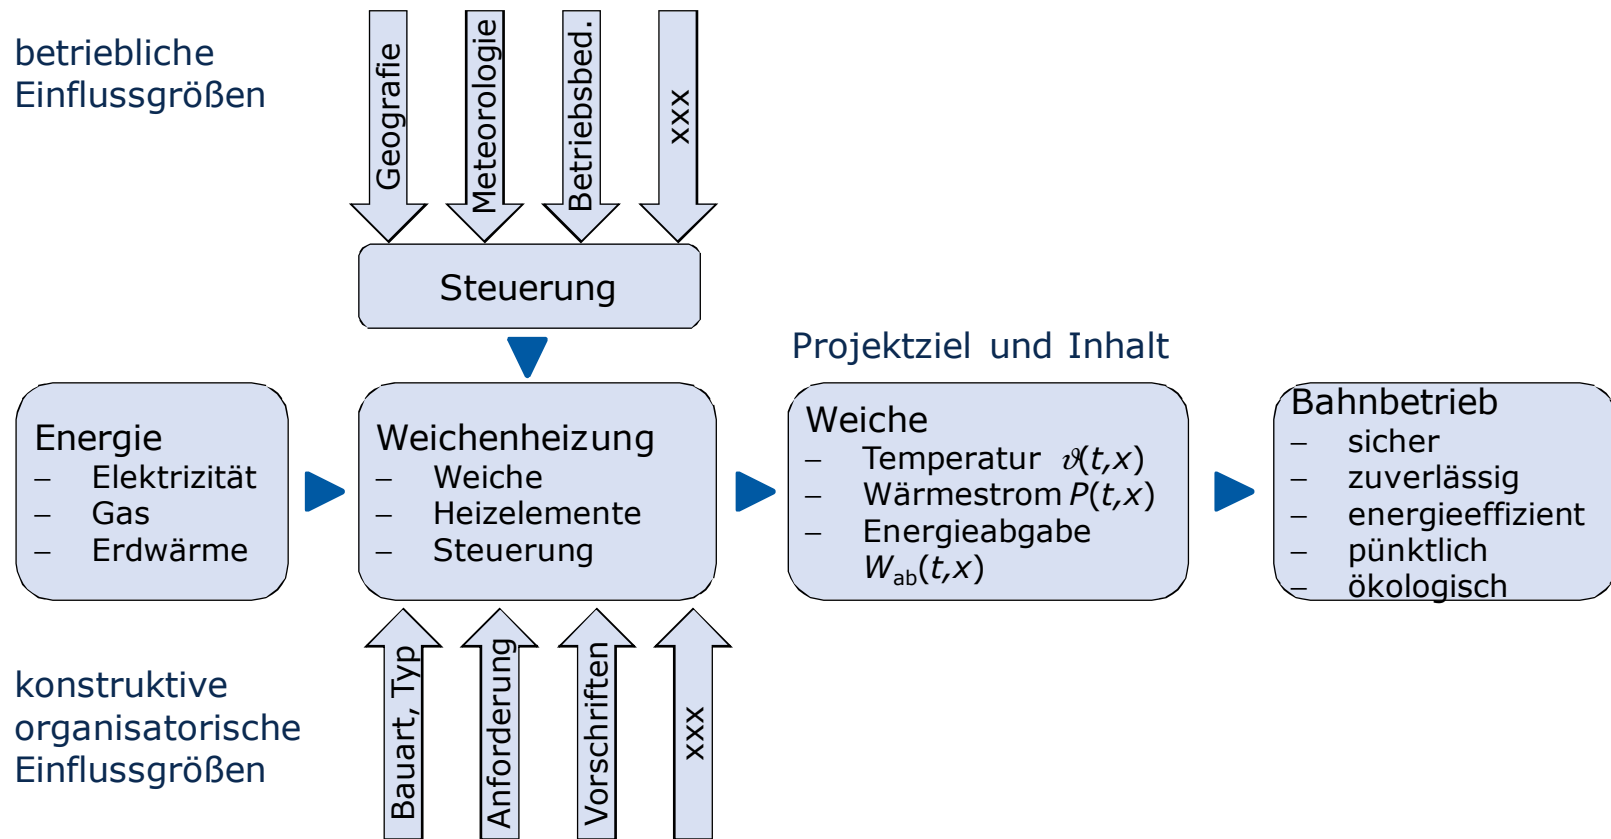 betriebliche
Einflussgrößen
Geografie
Meteorologie
Betriebsbed.
xxx
Steuerung
Projektziel und Inhalt
Energie
– Elektrizität
– Gas
– Erdwärme
Weichenheizung
– Weiche
– Heizelemente
– Steuerung
Weiche
– Temperatur ϑ(t,x)
– Wärmestrom P(t,x)
– Energieabgabe
W_ab(t,x)
Bahnbetrieb
– sicher
– zuverlässig
– energieeffizient
– pünktlich
– ökologisch
konstruktive
organisatorische
Einflussgrößen
Bauart, Typ
Anforderung
Vorschriften
xxx